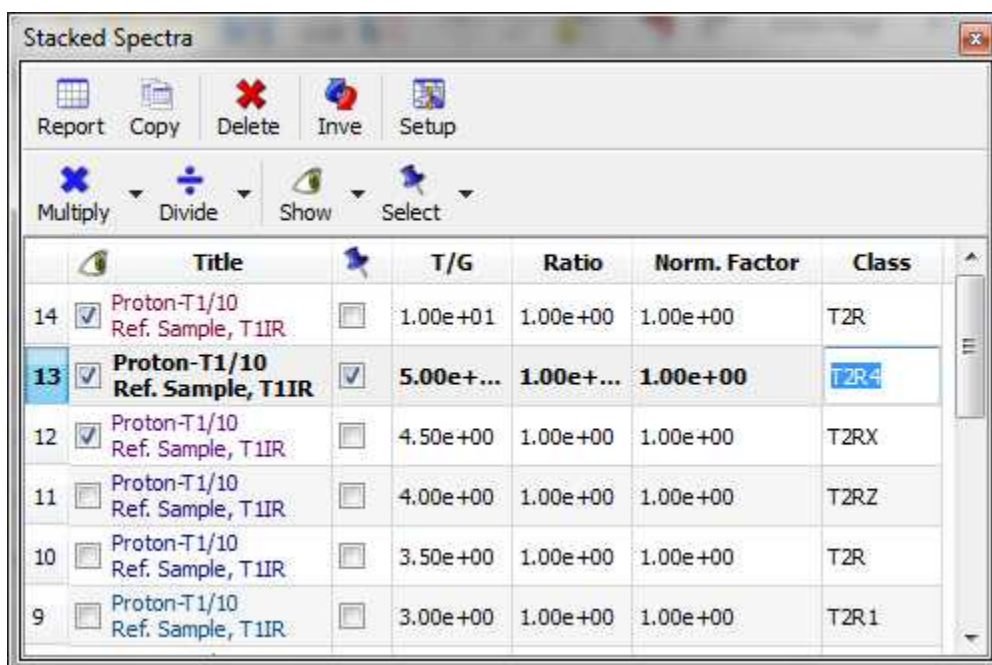 Stacked Spectra
Report Copy Delete Inve Setup
Multiply Divide Show Select
Title T/G Ratio Norm. Factor Class
14 Proton-T1/10
Ref. Sample, T1IR 1.00e+01 1.00e+00 1.00e+00 T2R
13 Proton-T1/10
Ref. Sample, T1IR 5.00e+... 1.00e+... 1.00e+00 T2R4
12 Proton-T1/10
Ref. Sample, T1IR 4.50e+00 1.00e+00 1.00e+00 T2RX
11 Proton-T1/10
Ref. Sample, T1IR 4.00e+00 1.00e+00 1.00e+00 T2RZ
10 Proton-T1/10
Ref. Sample, T1IR 3.50e+00 1.00e+00 1.00e+00 T2R
9 Proton-T1/10
Ref. Sample, T1IR 3.00e+00 1.00e+00 1.00e+00 T2R1